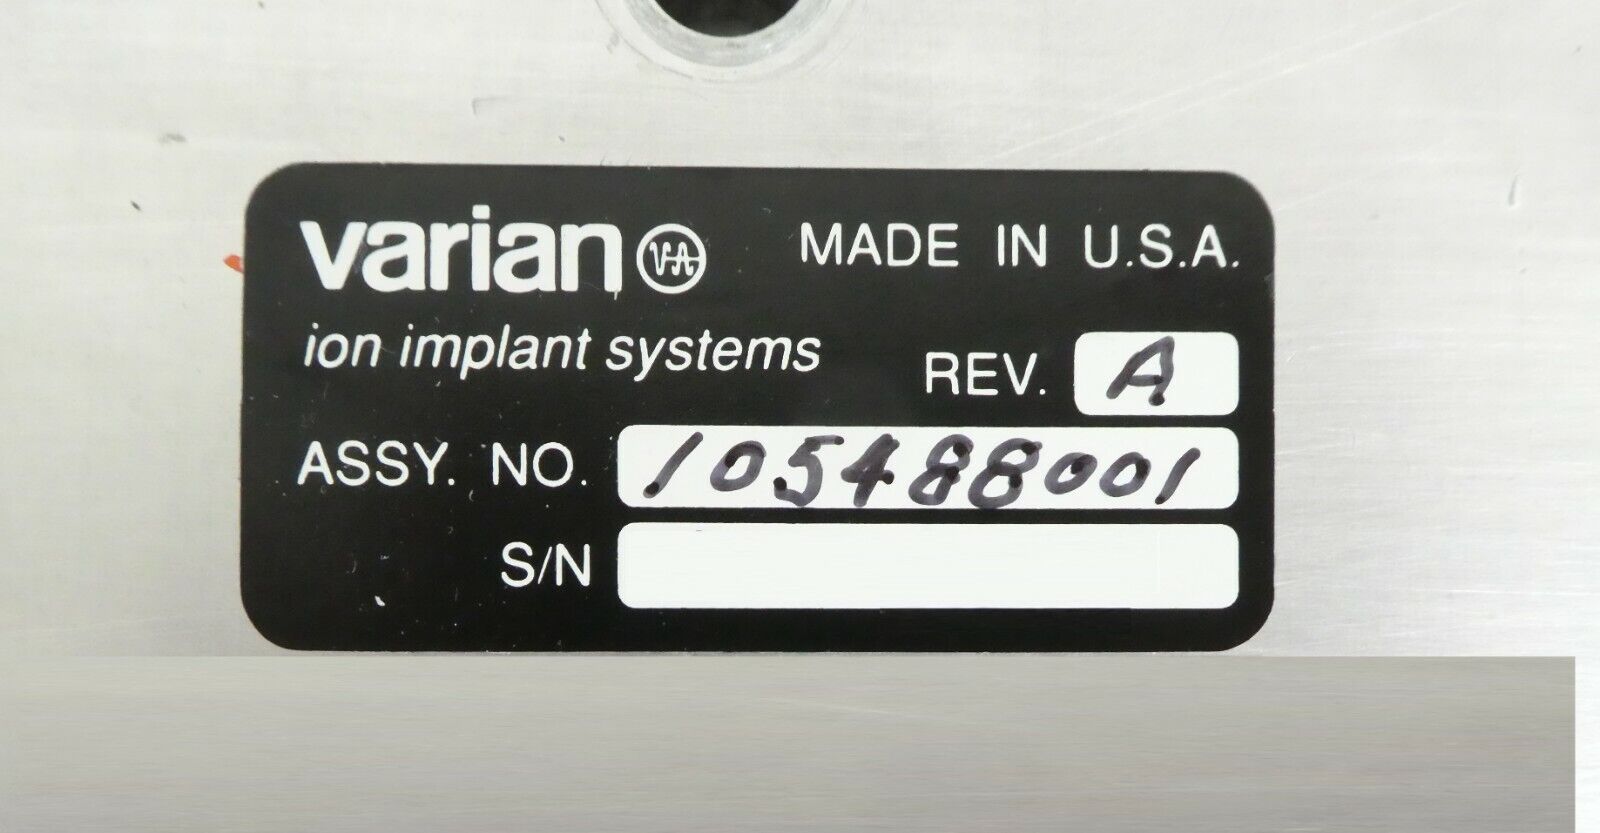 varian VA MADE IN U.S.A.
ion implant systems
REV. A
ASSY. NO. 105488001
S/N